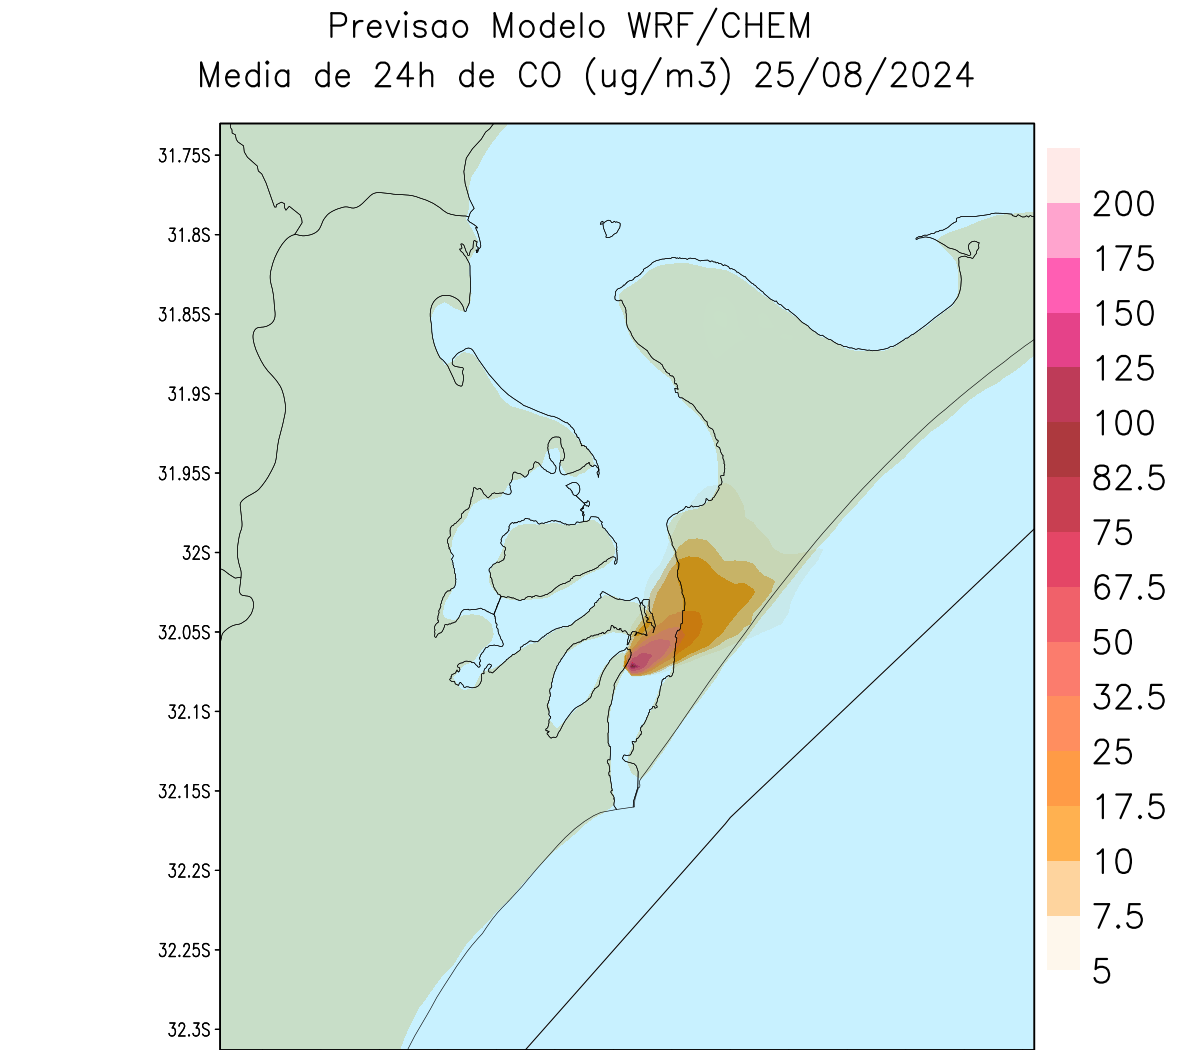 Previsao Modelo WRF/CHEM
Media de 24h de CO (ug/m3) 25/08/2024
31.75S
31.8S
31.85S
31.9S
31.95S
32S
32.05S
32.1S
32.15S
32.2S
32.25S
32.3S
200
175
150
125
100
82.5
75
67.5
50
32.5
25
17.5
10
7.5
5